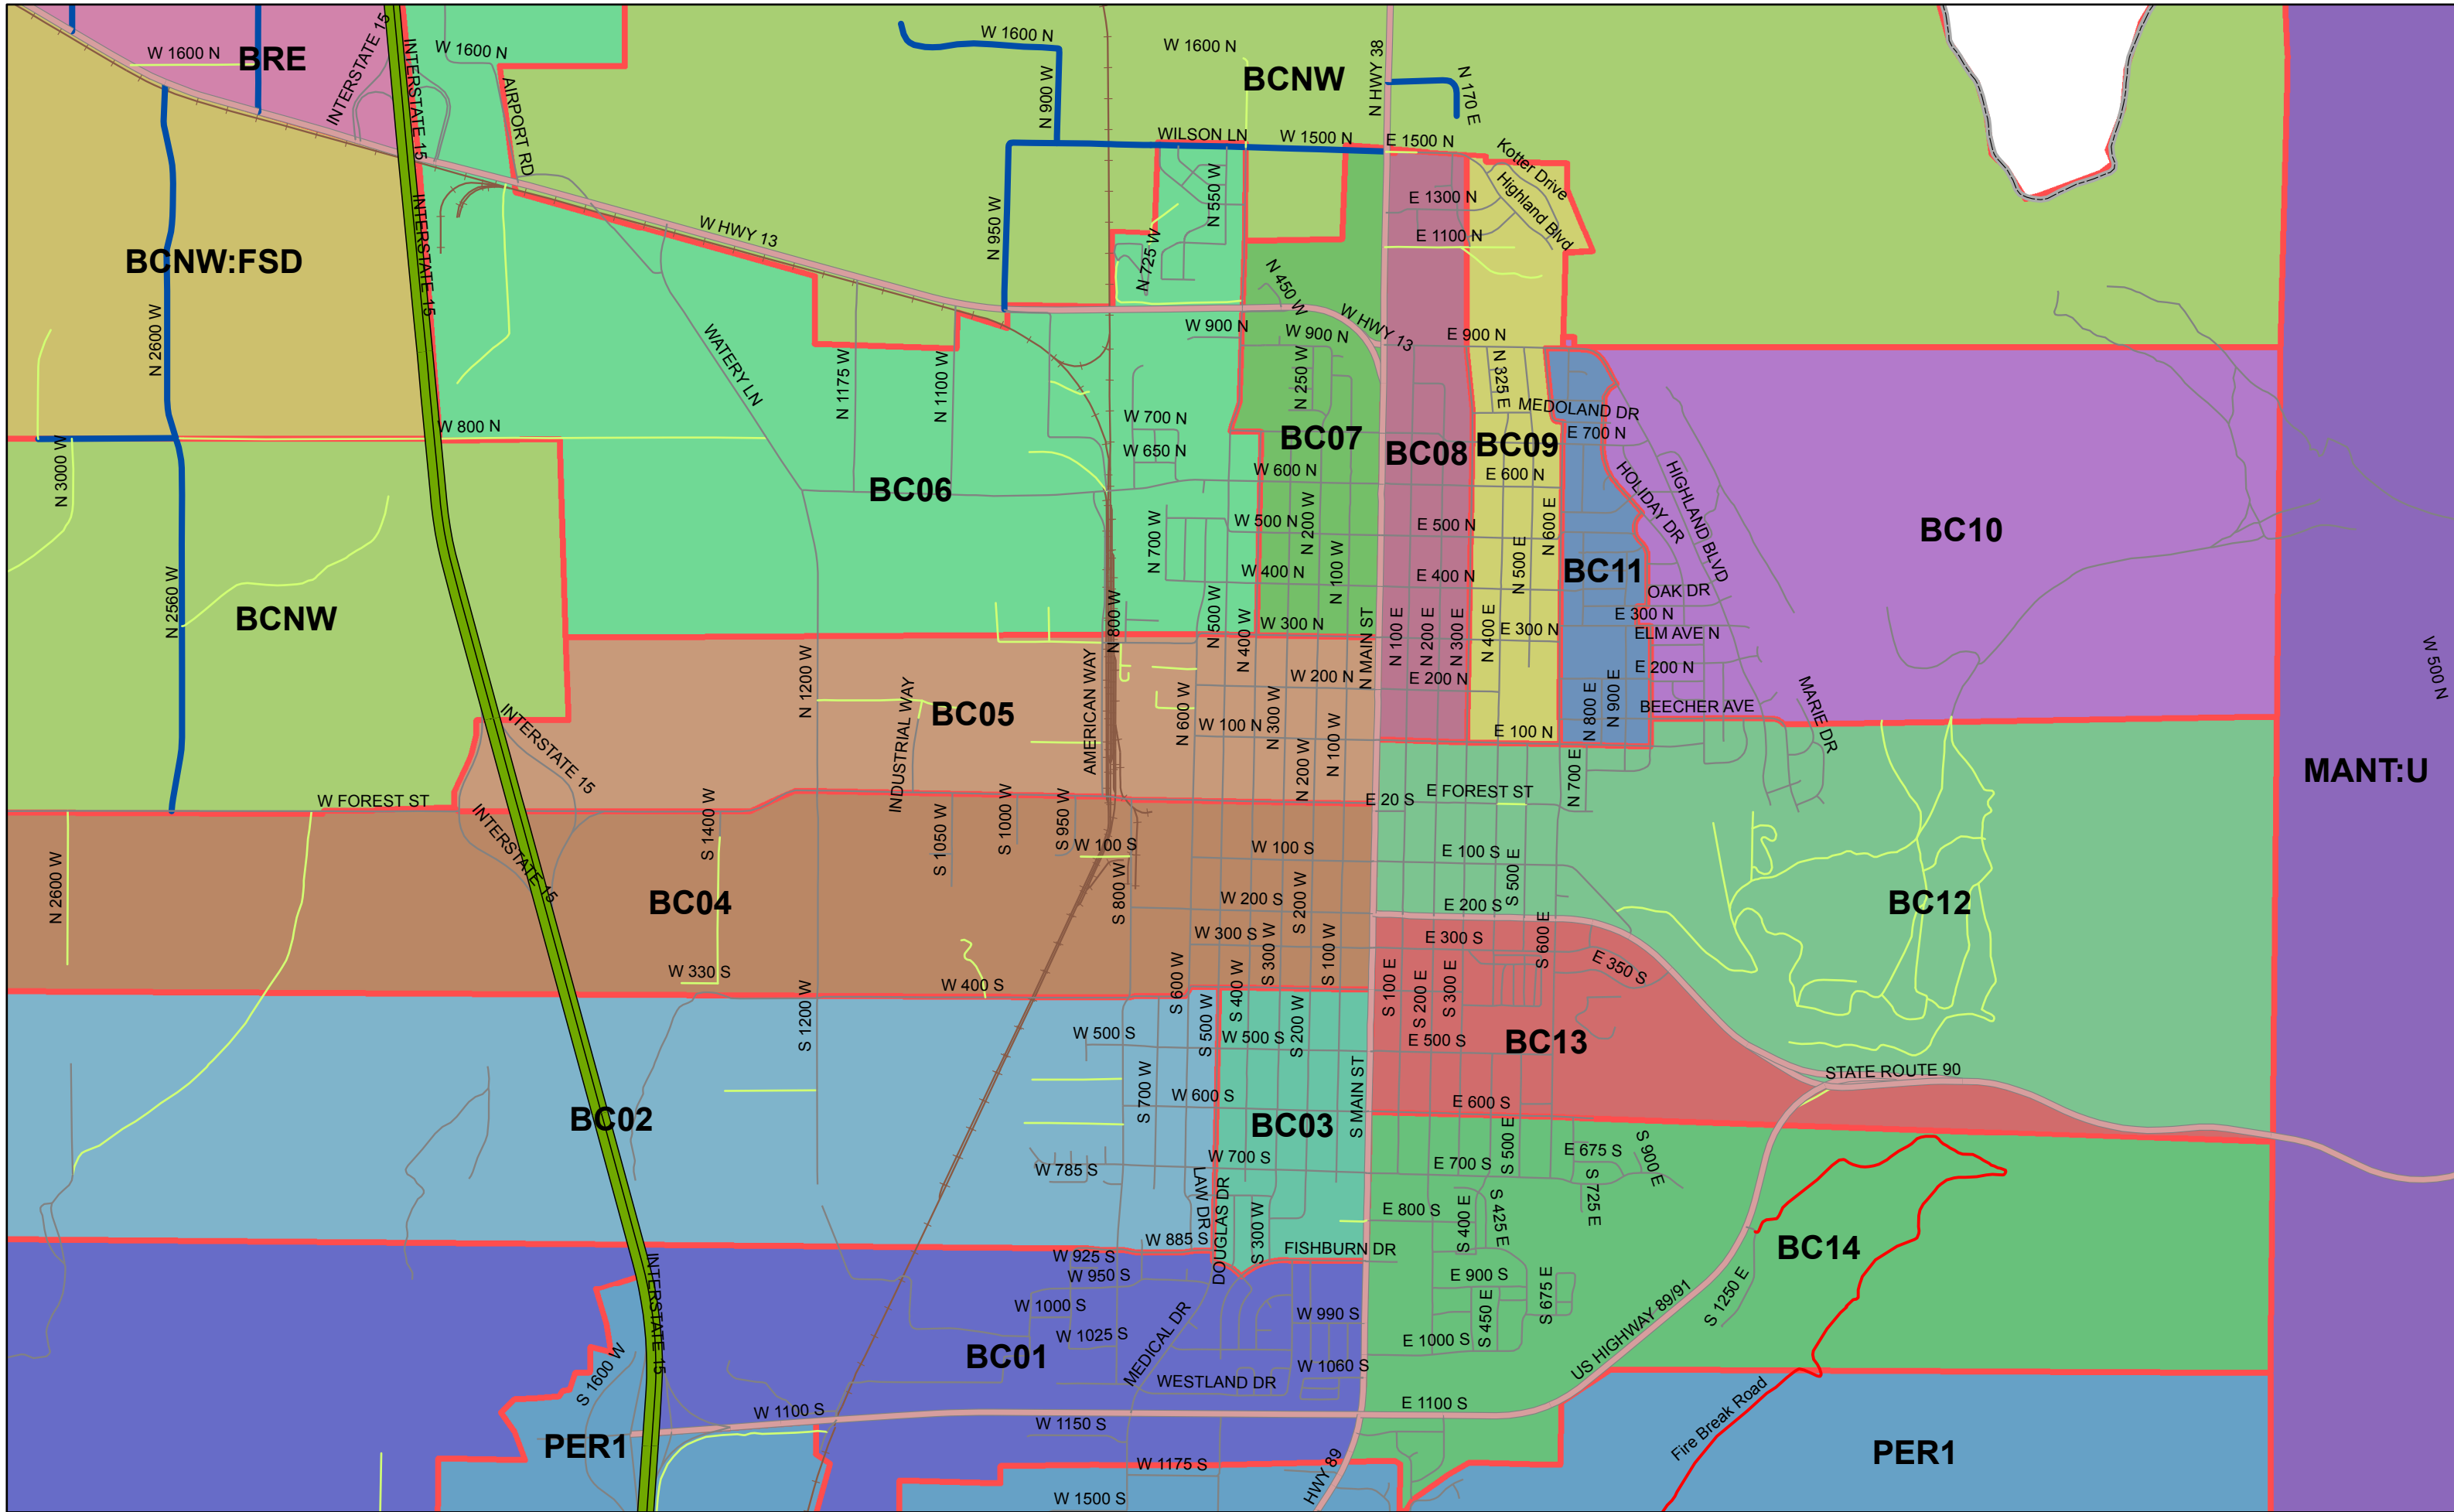 BRE
W 1600 N
INTERSTATE 15
INTERSTATE 15
W 1600 N
AIRPORT RD
W 1600 N
W 1600 N
BCNW
N 900 W
N HWY 38
N 170 E
WILSON LN
W 1500 N
E 1500 N
Kotter Drive
Highland Blvd
E 1300 N
E 1100 N
N 550 W
N 725 W
N 950 W
W HWY 13
INTERSTATE 15
BCNW:FSD
N 2600 W
N 450 W
W HWY 13
W 900 N
W 900 N
E 900 N
WATERY LN
N 1175 W
N 1100 W
N 250 W
N 325 E
MEDOLAND DR
W 800 N
W 700 N
W 650 N
BC07
BC08
BC09
E 700 N
N 3000 W
BC06
W 600 N
E 600 N
HOLIDAY DR
HIGHLAND BLVD
W 500 N
N 200 W
E 500 N
N 600 E
BC10
N 700 W
N 100 W
N 500 E
BC11
W 400 N
E 400 N
OAK DR
N 2560 W
BCNW
N 800 W
N 500 W
N 400 W
W 300 N
N MAIN ST
N 100 E
N 200 E
N 300 E
N 400 E
E 300 N
E 300 N
ELM AVE N
W 500 N
E 200 N
N 1200 W
AMERICAN WAY
W 200 N
E 200 N
INDUSTRIAL WAY
BC05
N 600 W
W 100 N
N 300 W
N 100 W
N 200 W
E 100 N
N 800 E
N 900 E
BEECHER AVE
MARIE DR
INTERSTATE 15
MANT:U
W FOREST ST
N 700 E
E 20 S
E FOREST ST
INTERSTATE 15
S 1400 W
S 1050 W
S 1000 W
S 950 W
W 100 S
W 100 S
E 100 S
N 2600 W
BC04
S 800 W
W 200 S
S 200 W
E 200 S
S 500 E
BC12
W 300 S
S 300 W
S 1000 W
E 300 S
S 600 E
E 350 S
W 330 S
W 400 S
S 600 W
S 400 W
S 100 E
S 200 E
S 300 E
S 1200 W
S 500 W
S 200 W
W 500 S
W 500 S
E 500 S
BC13
S 700 W
S MAIN ST
STATE ROUTE 90
BC02
W 600 S
BC03
E 600 S
W 785 S
W 700 S
E 700 S
S 500 E
E 675 S
S 900 E
LAW DR
DOUGLAS DR
S 300 W
E 800 S
S 400 E
S 425 E
S 725 E
W 885 S
W 925 S
FISHBURN DR
BC14
INTERSTATE 15
W 950 S
E 900 S
W 1000 S
W 990 S
S 450 E
S 675 E
S 1250 E
W 1025 S
MEDICAL DR
E 1000 S
US HIGHWAY 89/91
BC01
W 1060 S
S 1600 W
WESTLAND DR
W 1100 S
E 1100 S
Fire Break Road
W 1150 S
PER1
PER1
W 1175 S
HWY 89
W 1500 S